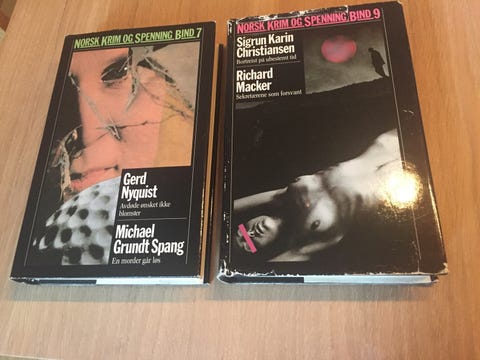 NORSK KRIM OG SPENNING, BIND 7
Gerd
Nyquist
Avdøde ønsket ikke
blomster
Michael
Grundt Spang
En morder går løs
NORSK KRIM OG SPENNING, BIND 9
Sigrun Karin
Christiansen
Bortreist på ubestemt tid
Richard
Macker
Sekretærene som forsvant